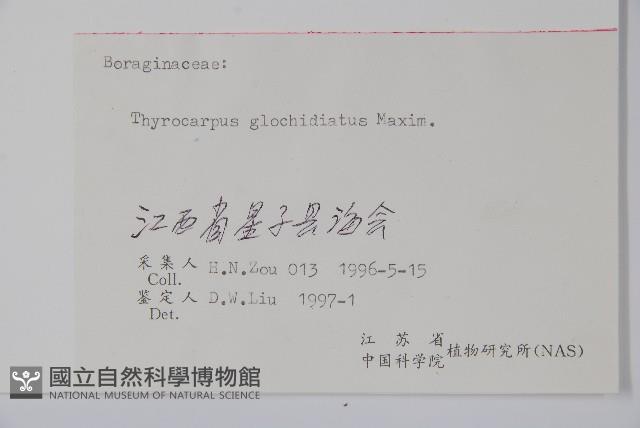 Boraginaceae:
Thyrocarpus glochidiatus Maxim.
江西省星子县海会
采集人 H.N.Zou 013 1996-5-15
Coll.
鉴定人 D.W.Liu 1997-1
Det.
江苏省
中国科学院 植物研究所(NAS)
國立自然科學博物館
NATIONAL MUSEUM OF NATURAL SCIENCE